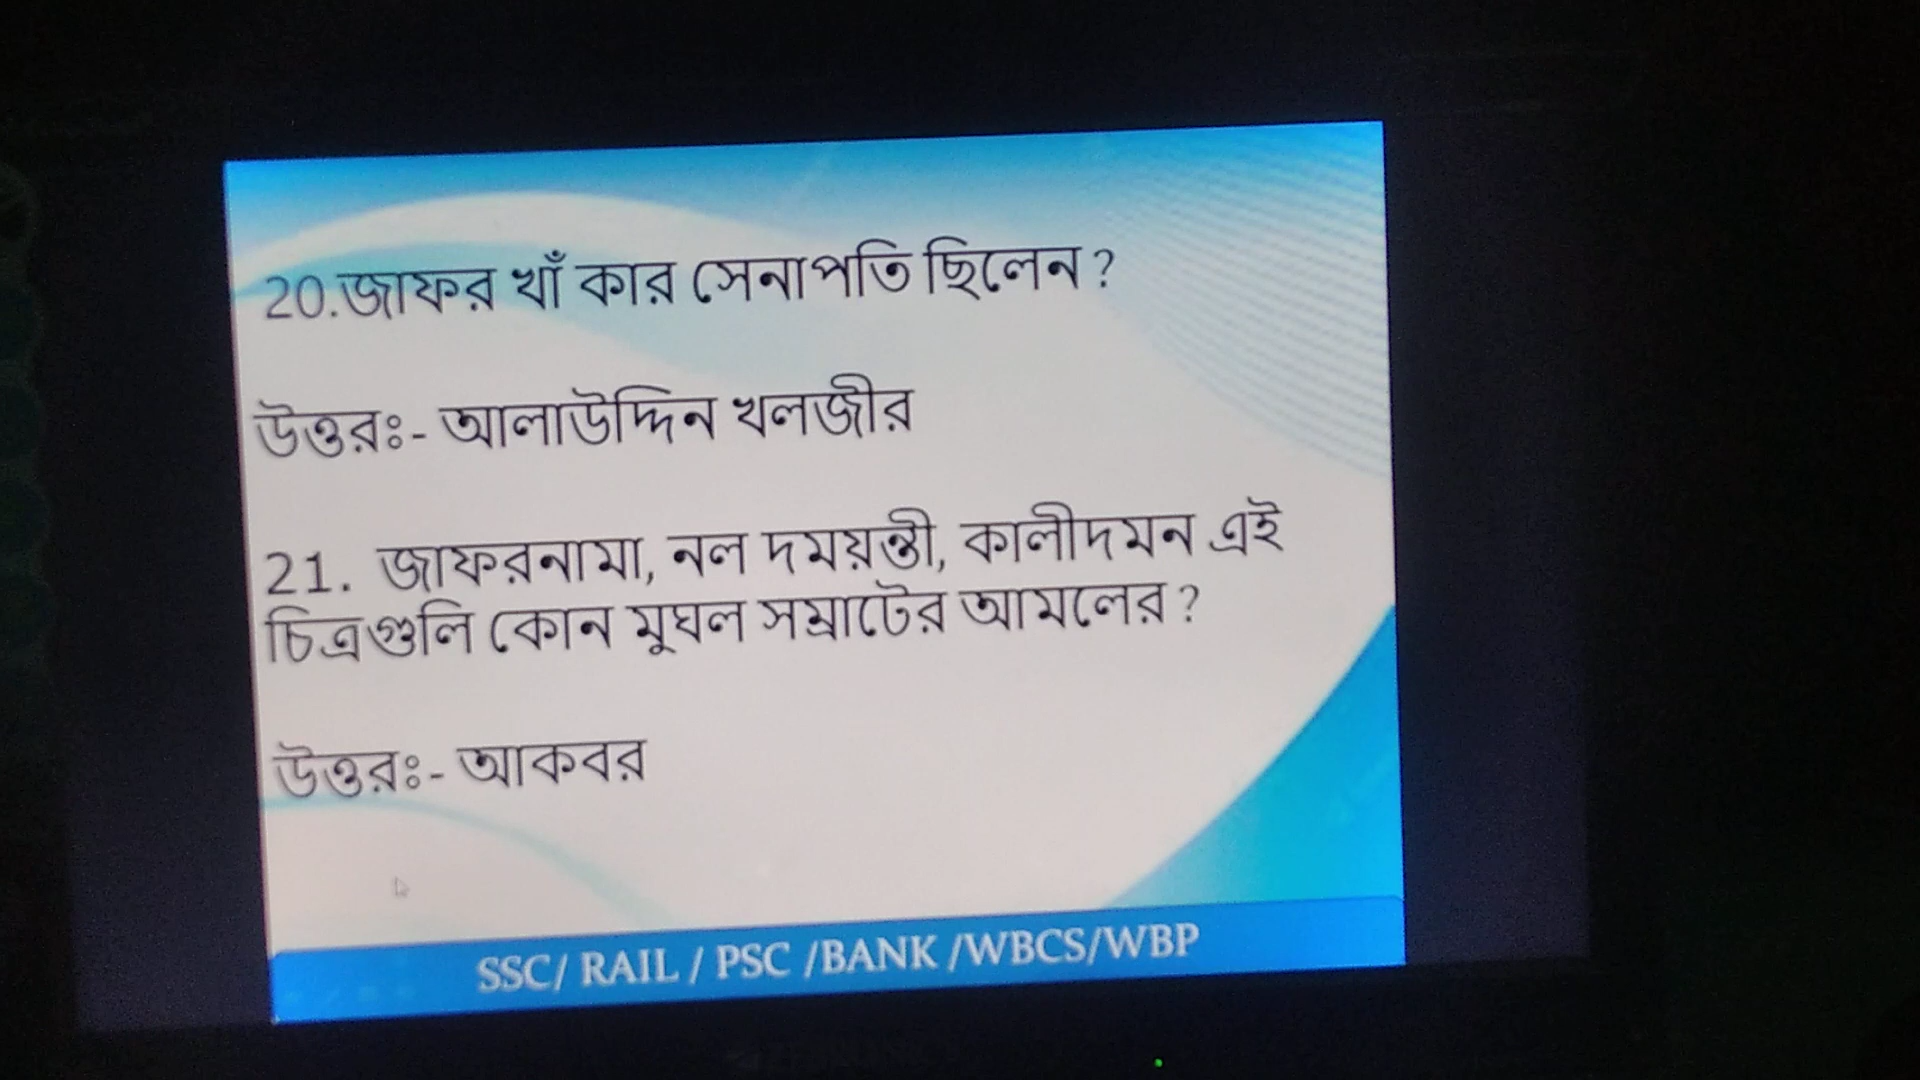 20.জাফর খাঁ কার সেনাপতি ছিলেন ?
উত্তরঃ- আলাউদ্দিন খলজীর
21. জাফরনামা, নল দময়ন্তী, কালীদমন এই
চিত্রগুলি কোন মুঘল সম্রাটের আমলের ?
উত্তরঃ- আকবর
SSC/ RAIL / PSC /BANK /WBCS/WBP